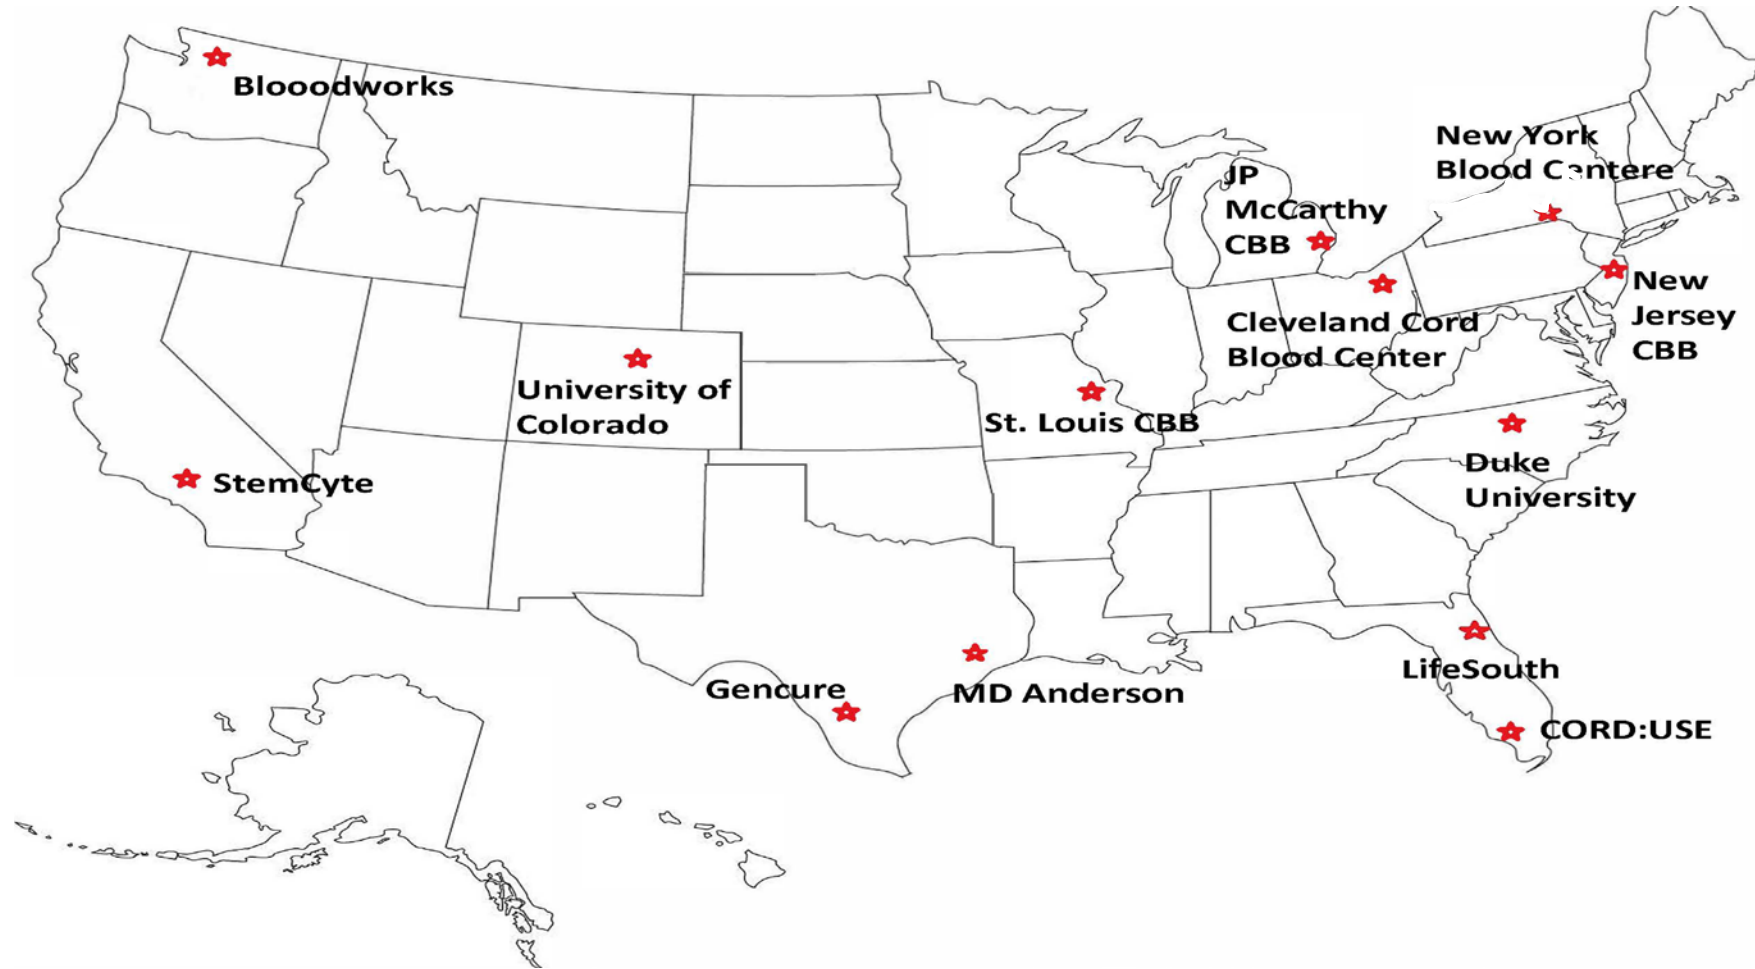 Blooodworks
New York
Blood Cantere
JP
McCarthy
CBB
New
Jersey
CBB
Cleveland Cord
Blood Center
University of
Colorado
St. Louis CBB
Duke
University
StemCyte
LifeSouth
Gencure
MD Anderson
CORD:USE